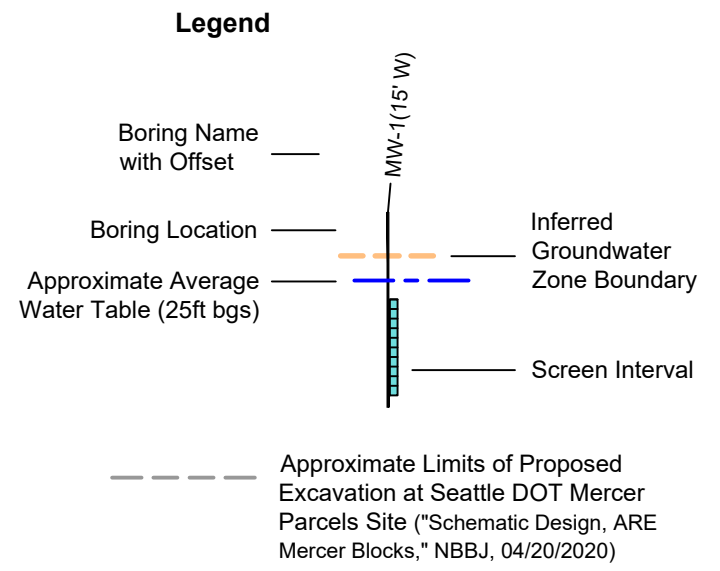 Legend
MW-1(15' W)
Boring Name
with Offset
Boring Location
Approximate Average
Water Table (25ft bgs)
Inferred
Groundwater
Zone Boundary
Screen Interval
Approximate Limits of Proposed
Excavation at Seattle DOT Mercer
Parcels Site ("Schematic Design, ARE
Mercer Blocks," NBBJ, 04/20/2020)